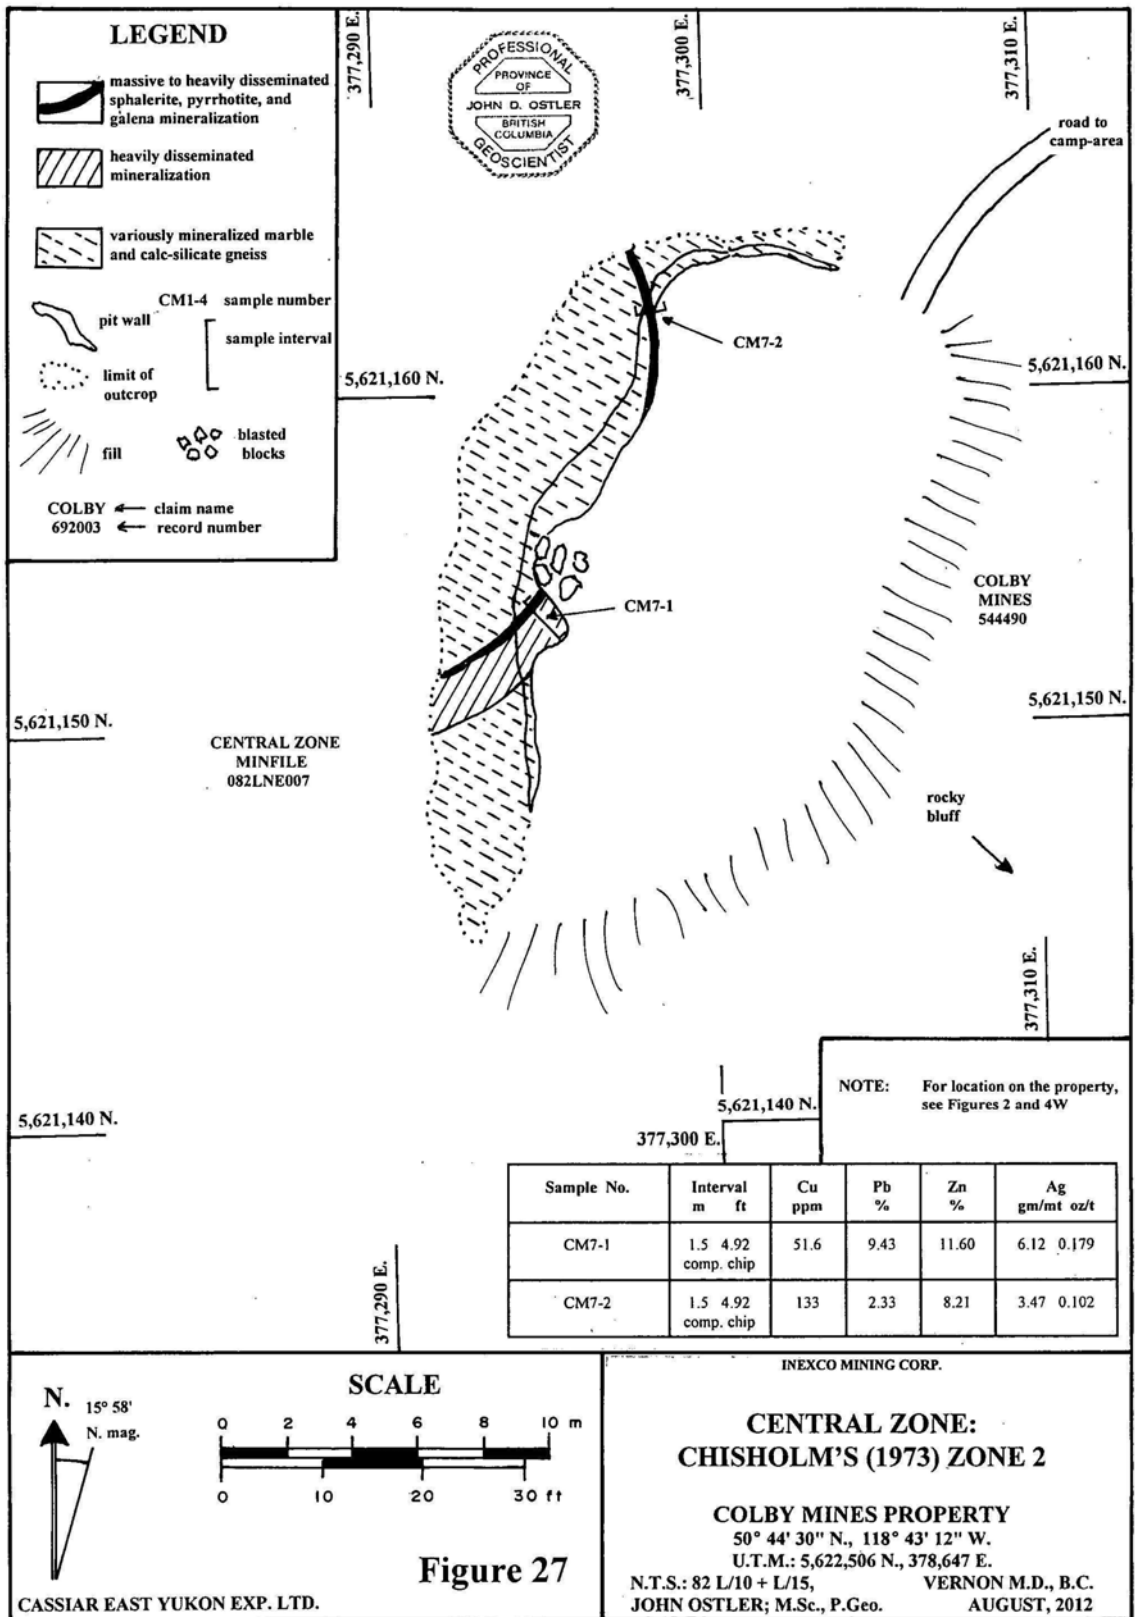 LEGEND
massive to heavily disseminated
sphalerite, pyrrhotite, and
galena mineralization
heavily disseminated
mineralization
variously mineralized marble
and calc-silicate gneiss
CM1-4 sample number
pit wall
sample interval
limit of
outcrop
fill
blasted
blocks
COLBY claim name
692003 record number
377,290 E.
377,300 E.
377,310 E.
PROFESSIONAL
PROVINCE
OF
JOHN D. OSTLER
BRITISH
COLUMBIA
GEOSCIENTIST
road to
camp-area
CM7-2
5,621,160 N.
5,621,160 N.
COLBY
MINES
544490
CM7-1
5,621,150 N.
5,621,150 N.
CENTRAL ZONE
MINFILE
082LNE007
rocky
bluff
377,310 E.
NOTE: For location on the property,
see Figures 2 and 4W
5,621,140 N.
5,621,140 N.
377,300 E.
377,290 E.
Sample No. Interval Cu Pb Zn Ag
m ft ppm % % gm/mt oz/t
CM7-1 1.5 4.92 51.6 9.43 11.60 6.12 0.179
comp. chip
CM7-2 1.5 4.92 133 2.33 8.21 3.47 0.102
comp. chip
N.
15° 58'
N. mag.
SCALE
0 2 4 6 8 10 m
0 10 20 30 ft
Figure 27
CASSIAR EAST YUKON EXP. LTD.
INEXCO MINING CORP.
CENTRAL ZONE:
CHISHOLM'S (1973) ZONE 2
COLBY MINES PROPERTY
50° 44' 30" N., 118° 43' 12" W.
U.T.M.: 5,622,506 N., 378,647 E.
N.T.S.: 82 L/10 + L/15, VERNON M.D., B.C.
JOHN OSTLER; M.Sc., P.Geo. AUGUST, 2012